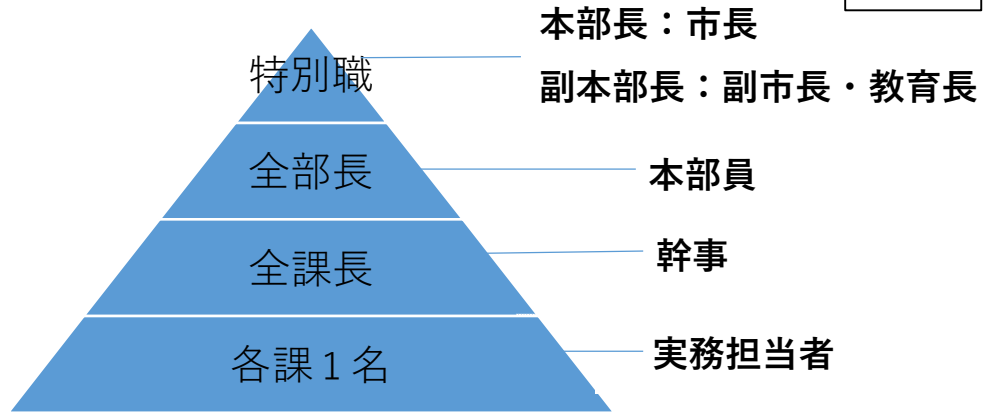 本部長：市長
特別職
副本部長：副市長・教育長
全部長
本部員
全課長
幹事
各課１名
実務担当者